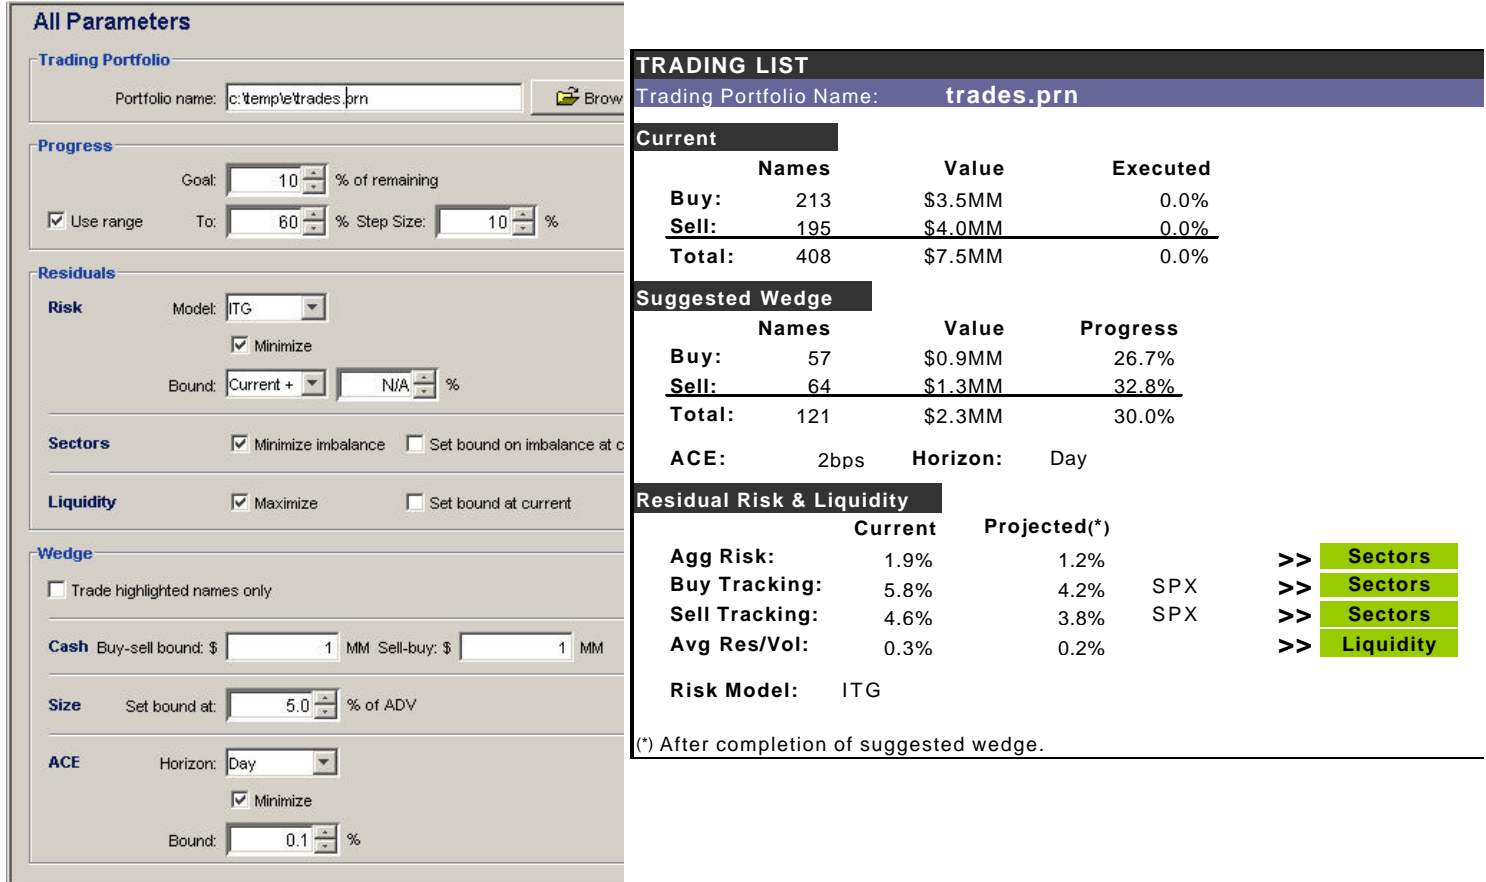 All Parameters
Trading Portfolio
Portfolio name: c:\temp\e\trades.prn Brow
Progress
Goal: 10 % of remaining
Use range To: 60 % Step Size: 10 %
Residuals
Risk Model: ITG
Minimize
Bound: Current + N/A %
Sectors Minimize imbalance Set bound on imbalance at c
Liquidity Maximize Set bound at current
Wedge
Trade highlighted names only
Cash Buy-sell bound: $ 1 MM Sell-buy: $ 1 MM
Size Set bound at: 5.0 % of ADV
ACE Horizon: Day
Minimize
Bound: 0.1 %
TRADING LIST
Trading Portfolio Name: trades.prn
Current
Names Value Executed
Buy: 213 $3.5MM 0.0%
Sell: 195 $4.0MM 0.0%
Total: 408 $7.5MM 0.0%
Suggested Wedge
Names Value Progress
Buy: 57 $0.9MM 26.7%
Sell: 64 $1.3MM 32.8%
Total: 121 $2.3MM 30.0%
ACE: 2bps Horizon: Day
Residual Risk & Liquidity
Current Projected(*)
Agg Risk: 1.9% 1.2% >> Sectors
Buy Tracking: 5.8% 4.2% SPX >> Sectors
Sell Tracking: 4.6% 3.8% SPX >> Sectors
Avg Res/Vol: 0.3% 0.2% >> Liquidity
Risk Model: ITG
(*) After completion of suggested wedge.